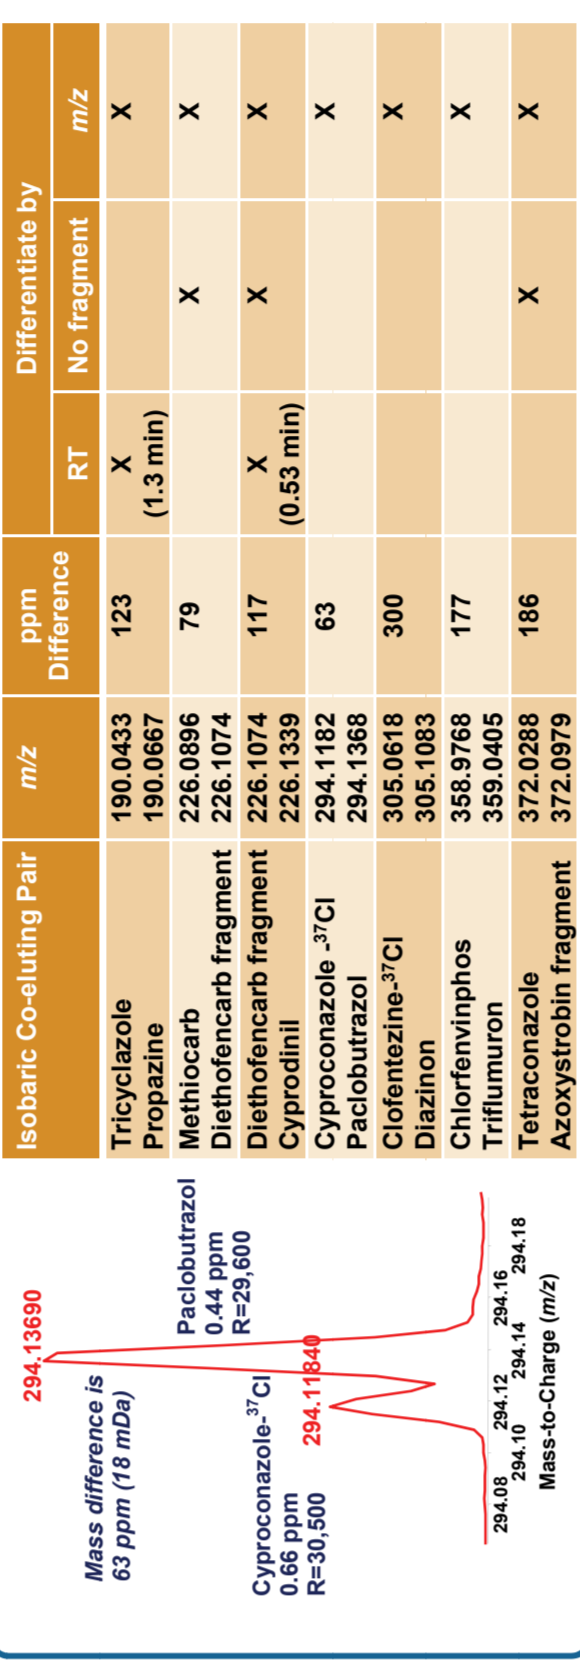 Mass difference is
63 ppm (18 mDa)
294.13690
Paclobutrazol
0.44 ppm
R=29,600
Cyproconazole-³⁷Cl
0.66 ppm
R=30,500
294.11840
294.08 294.10 294.12 294.14 294.16 294.18
Mass-to-Charge (m/z)
Isobaric Co-eluting Pair m/z ppm Difference Differentiate by
RT No fragment m/z
Tricyclazole 190.0433 123 X X
Propazine 190.0667 (1.3 min)
Methiocarb 226.0896 79 X X
Diethofencarb fragment 226.1074
Diethofencarb fragment 226.1074 117 X X X
Cyprodinil 226.1339 (0.53 min)
Cyproconazole -³⁷Cl 294.1182 63 X
Paclobutrazol 294.1368
Clofentezine-³⁷Cl 305.0618 300 X
Diazinon 305.1083
Chlorfenvinphos 358.9768 177 X
Triflumuron 359.0405
Tetraconazole 372.0288 186 X X
Azoxystrobin fragment 372.0979